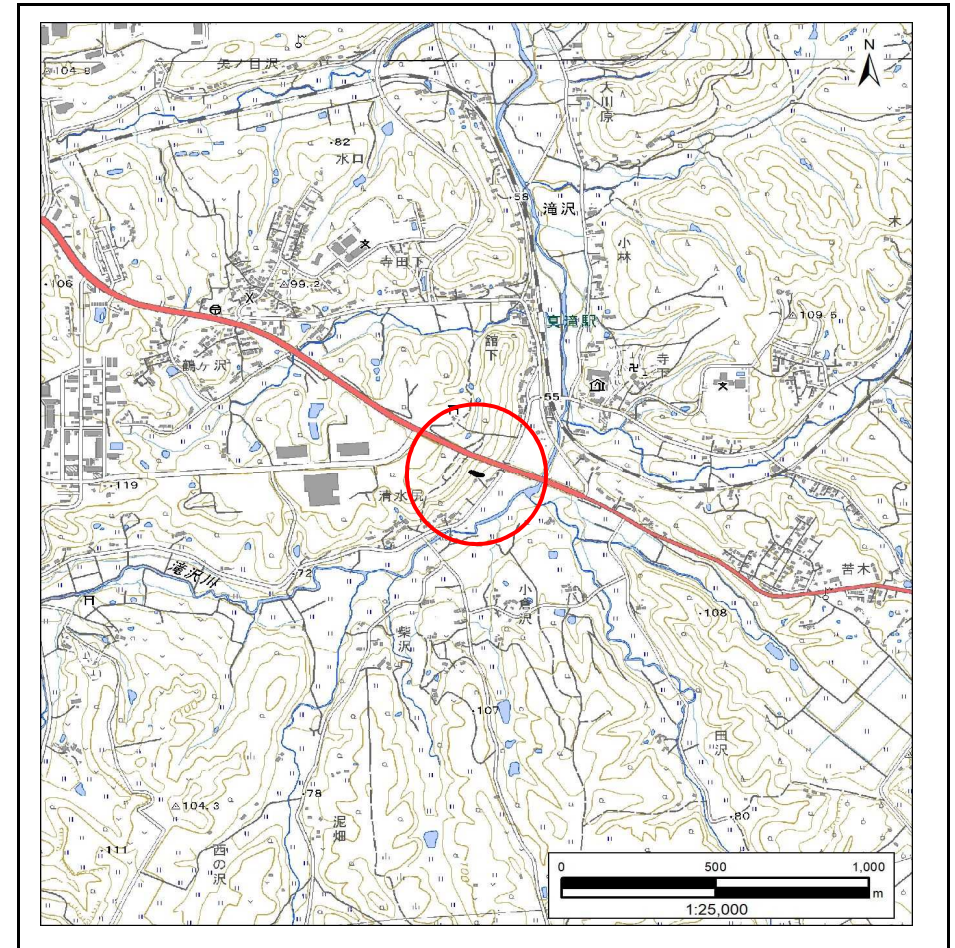 N
矢ノ目沢
104.8
大川原
82
水口
58
滝沢
小林
木
寺田下
106
99.2
真滝駅
109.5
舘下
寺下
鶴ヶ沢
55
119
清水尻
滝沢川
72
苦木
小倉沢
108
柴沢
107
田沢
78
80
104.3
泥畑
111
西の沢
0
500
1,000
m
1:25,000